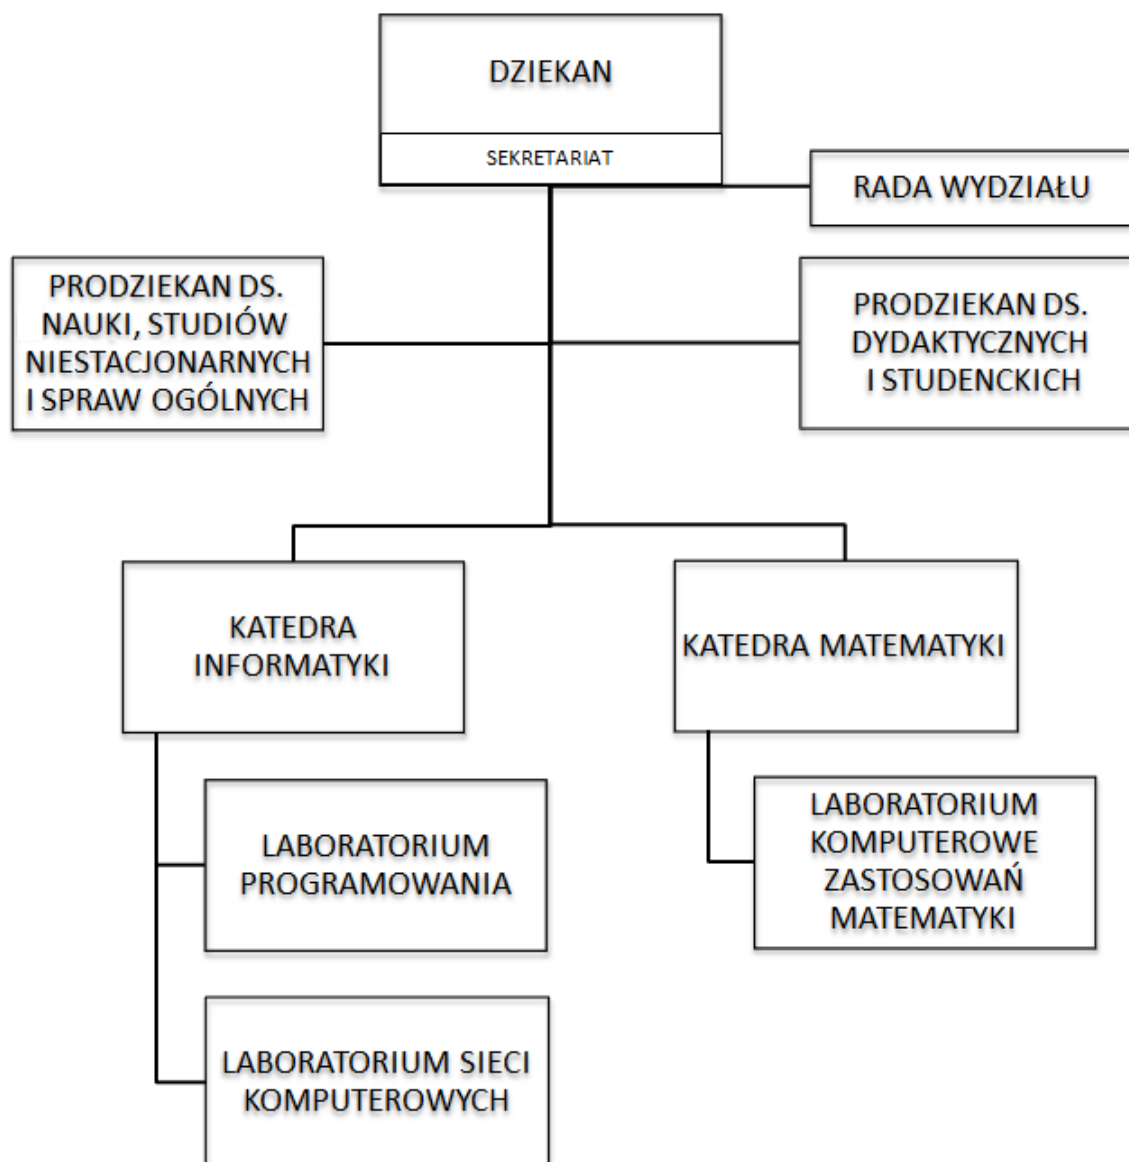 DZIEKAN
SEKRETARIAT
RADA WYDZIAŁU
PRODZIEKAN DS.
NAUKI, STUDIÓW
NIESTACJONARNYCH
I SPRAW OGÓLNYCH
PRODZIEKAN DS.
DYDAKTYCZNYCH
I STUDENCKICH
KATEDRA
INFORMATYKI
KATEDRA MATEMATYKI
LABORATORIUM
PROGRAMOWANIA
LABORATORIUM
KOMPUTEROWE
ZASTOSOWAŃ
MATEMATYKI
LABORATORIUM SIECI
KOMPUTEROWYCH